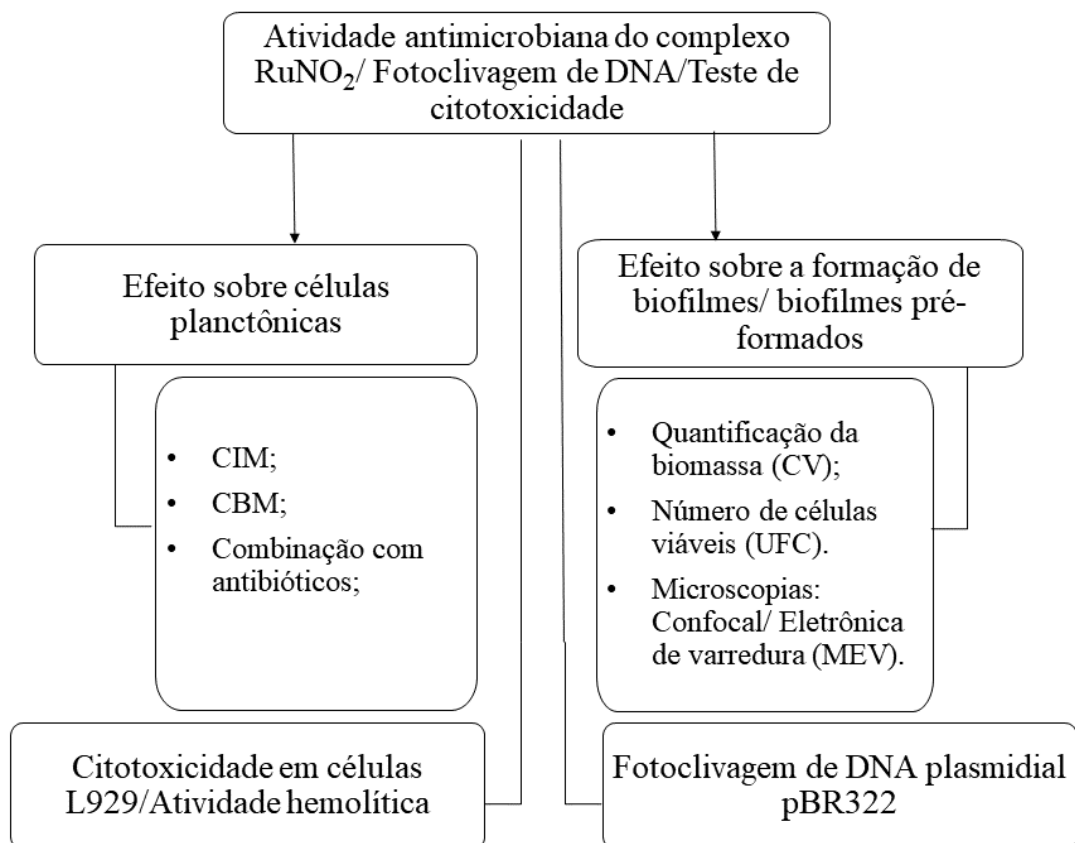 Atividade antimicrobiana do complexo
RuNO₂/ Fotoclivagem de DNA/Teste de
citotoxicidade
Efeito sobre células
planctônicas
Efeito sobre a formação de
biofilmes/ biofilmes pré-
formados
• CIM;
• CBM;
• Combinação com
antibióticos;
• Quantificação da
biomassa (CV);
• Número de células
viáveis (UFC).
• Microscopias:
Confocal/ Eletrônica
de varredura (MEV).
Citotoxicidade em células
L929/Atividade hemolítica
Fotoclivagem de DNA plasmidial
pBR322